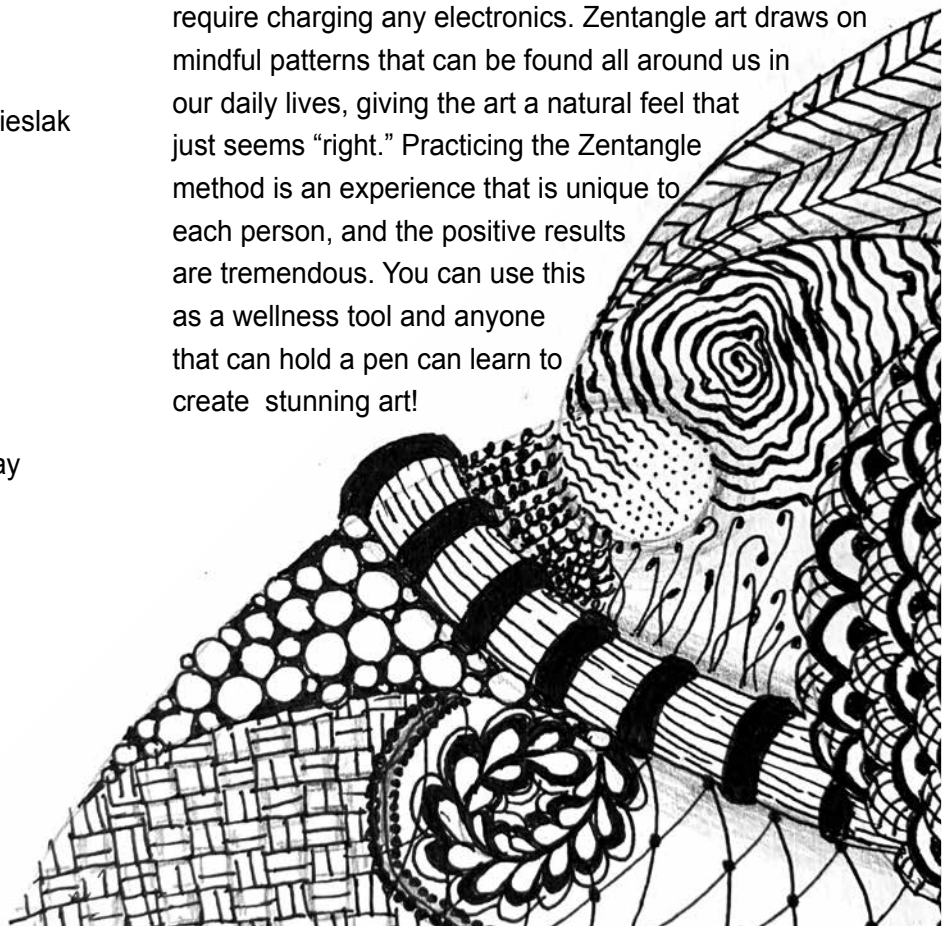 require charging any electronics. Zentangle art draws on
mindful patterns that can be found all around us in
our daily lives, giving the art a natural feel that
just seems “right.” Practicing the Zentangle
method is an experience that is unique to
each person, and the positive results
are tremendous. You can use this
as a wellness tool and anyone
that can hold a pen can learn to
create stunning art!
ieslak
ay